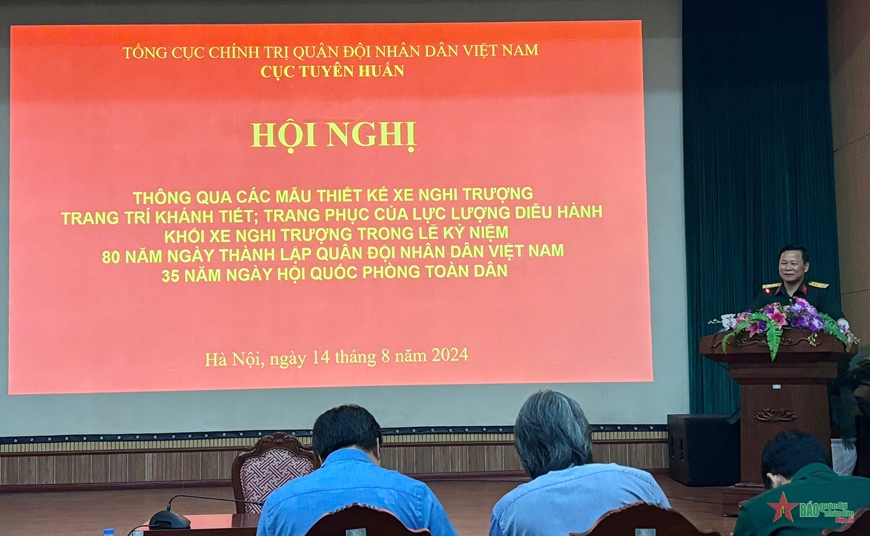 TỔNG CỤC CHÍNH TRỊ QUÂN ĐỘI NHÂN DÂN VIỆT NAM
CỤC TUYÊN HUẤN
HỘI NGHỊ
THÔNG QUA CÁC MẪU THIẾT KẾ XE NGHI TRƯỢNG
TRANG TRÍ KHÁNH TIẾT; TRANG PHỤC CỦA LỰC LƯỢNG DIỄU HÀNH
KHỐI XE NGHI TRƯỢNG TRONG LỄ KỶ NIỆM
80 NĂM NGÀY THÀNH LẬP QUÂN ĐỘI NHÂN DÂN VIỆT NAM
35 NĂM NGÀY HỘI QUỐC PHÒNG TOÀN DÂN
Hà Nội, ngày 14 tháng 8 năm 2024
BÁO